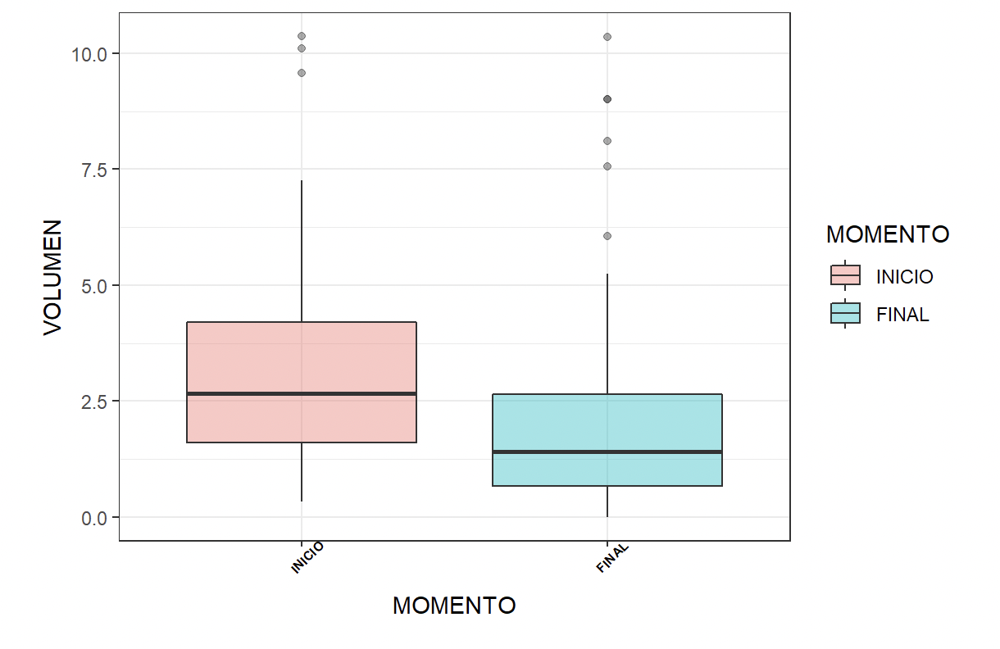 10.0
7.5
5.0
2.5
0.0
VOLUMEN
INICIO
FINAL
MOMENTO
MOMENTO
INICIO
FINAL